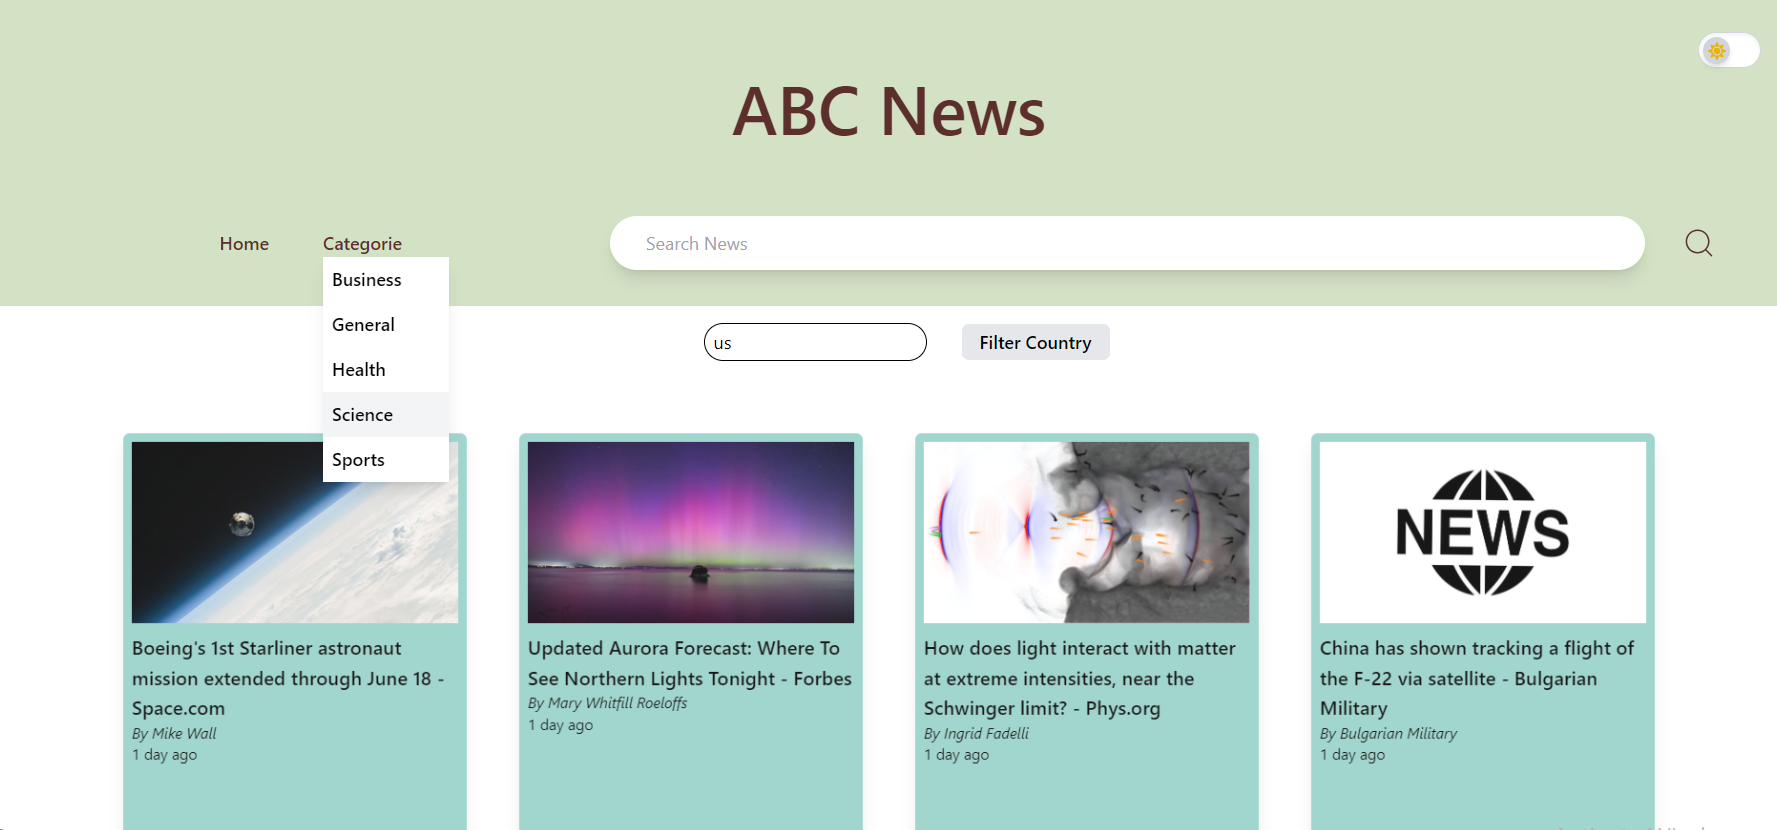 ABC News
Home
Categorie
Search News
Business
General
Health
Science
Sports
us
Filter Country
NEWS
Boeing's 1st Starliner astronaut
mission extended through June 18 -
Space.com
By Mike Wall
1 day ago
Updated Aurora Forecast: Where To
See Northern Lights Tonight - Forbes
By Mary Whitfill Roeloffs
1 day ago
How does light interact with matter
at extreme intensities, near the
Schwinger limit? - Phys.org
By Ingrid Fadelli
1 day ago
China has shown tracking a flight of
the F-22 via satellite - Bulgarian
Military
By Bulgarian Military
1 day ago